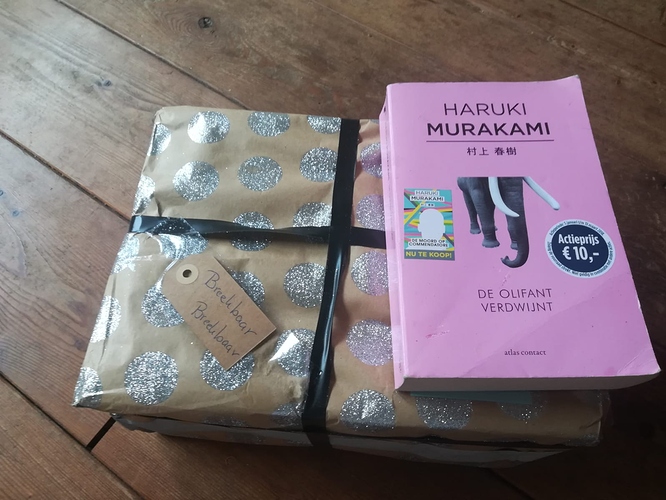 HARUKI
MURAKAMI
村上 春樹
HARUKI
MURAKAMI
DE MOORD OP
COMMENDATORE
NU TE KOOP!
Actieprijs
€ 10,-
DE OLIFANT
VERDWIJNT
atlas contact
Breekbaar
Breekbaar